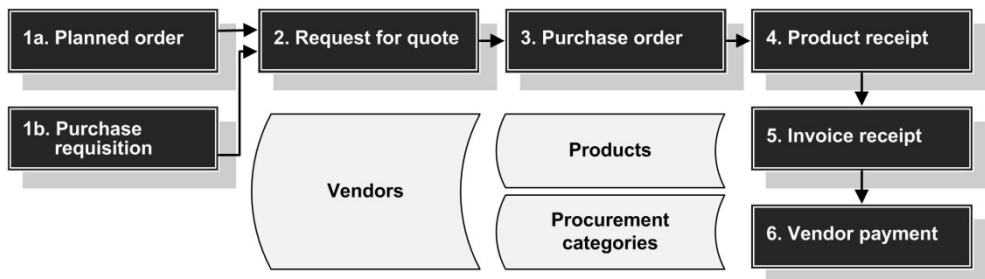 1a. Planned order
2. Request for quote
3. Purchase order
4. Product receipt
1b. Purchase
requisition
Vendors
Products
Procurement
categories
5. Invoice receipt
6. Vendor payment